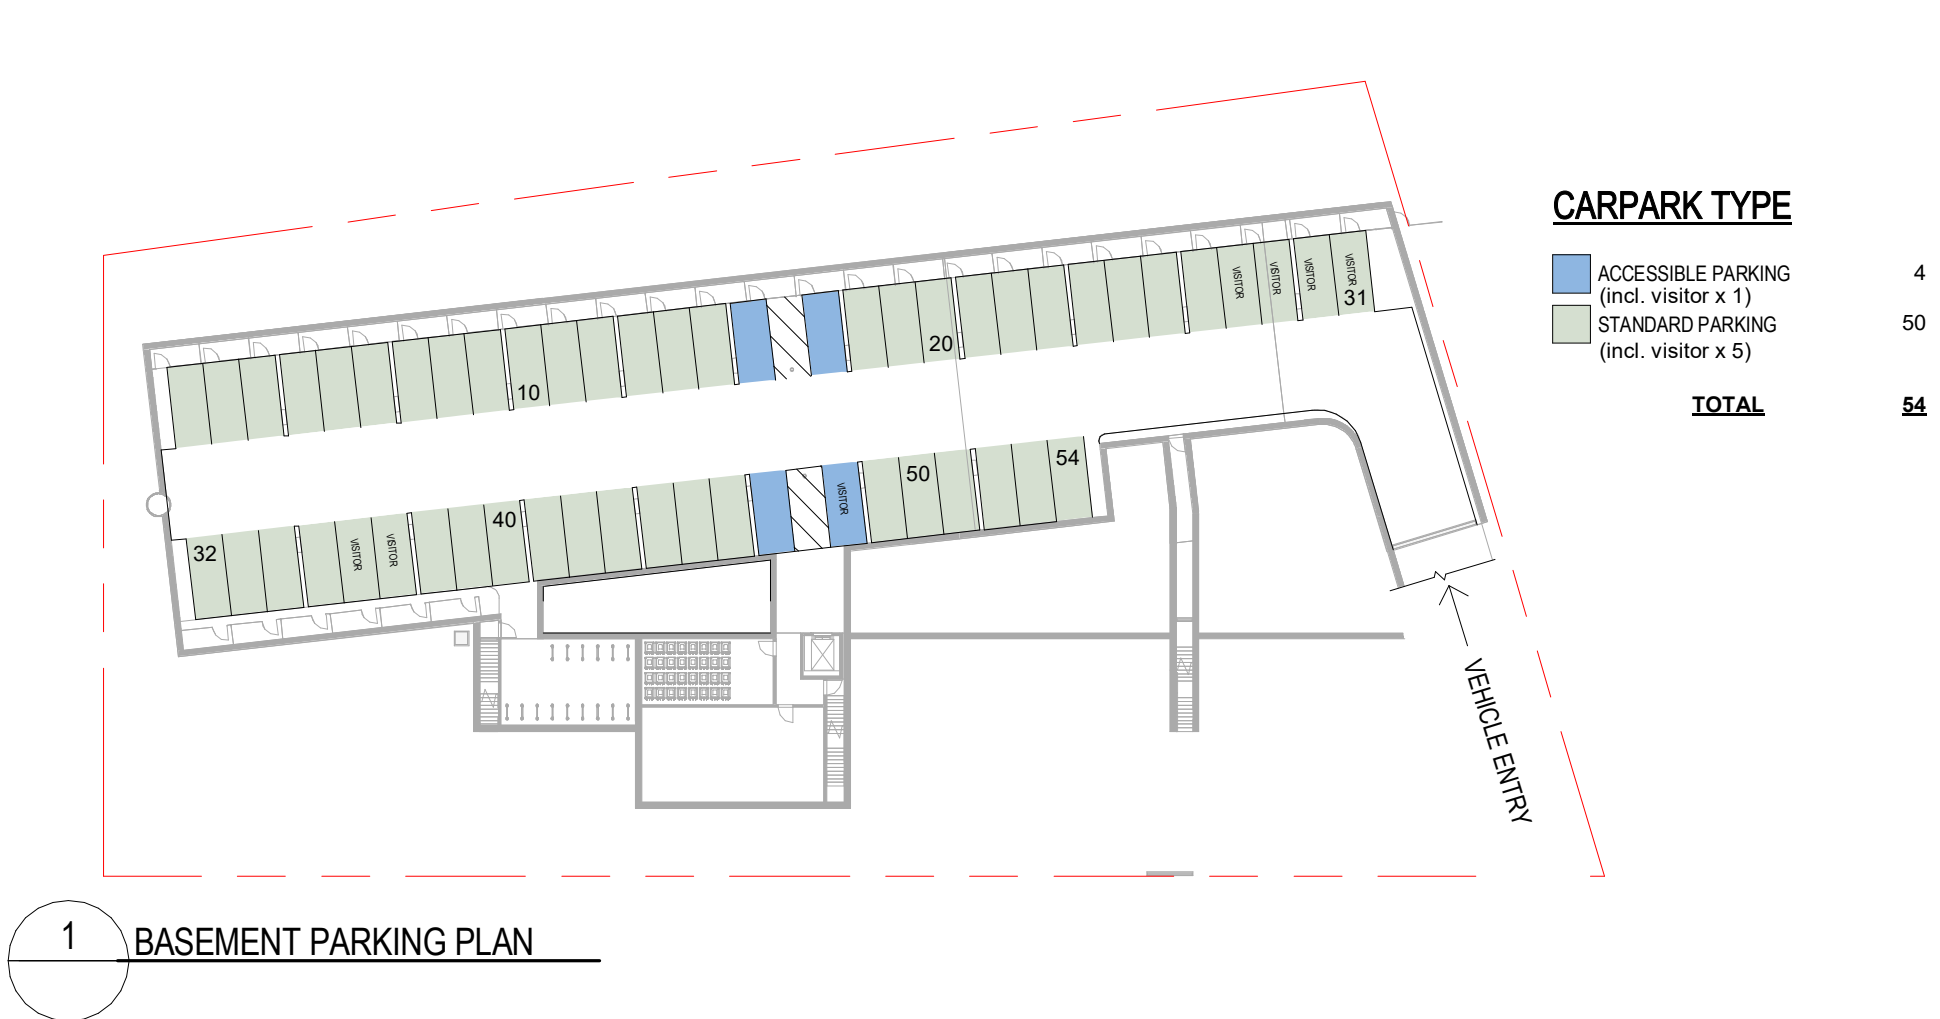 CARPARK TYPE
ACCESSIBLE PARKING 4
(incl. visitor x 1)
STANDARD PARKING 50
(incl. visitor x 5)
TOTAL 54
VISITOR
VISITOR
VISITOR
VISITOR
31
20
10
54
50
VISITOR
40
32
VISITOR
VISITOR
VEHICLE ENTRY
1 BASEMENT PARKING PLAN